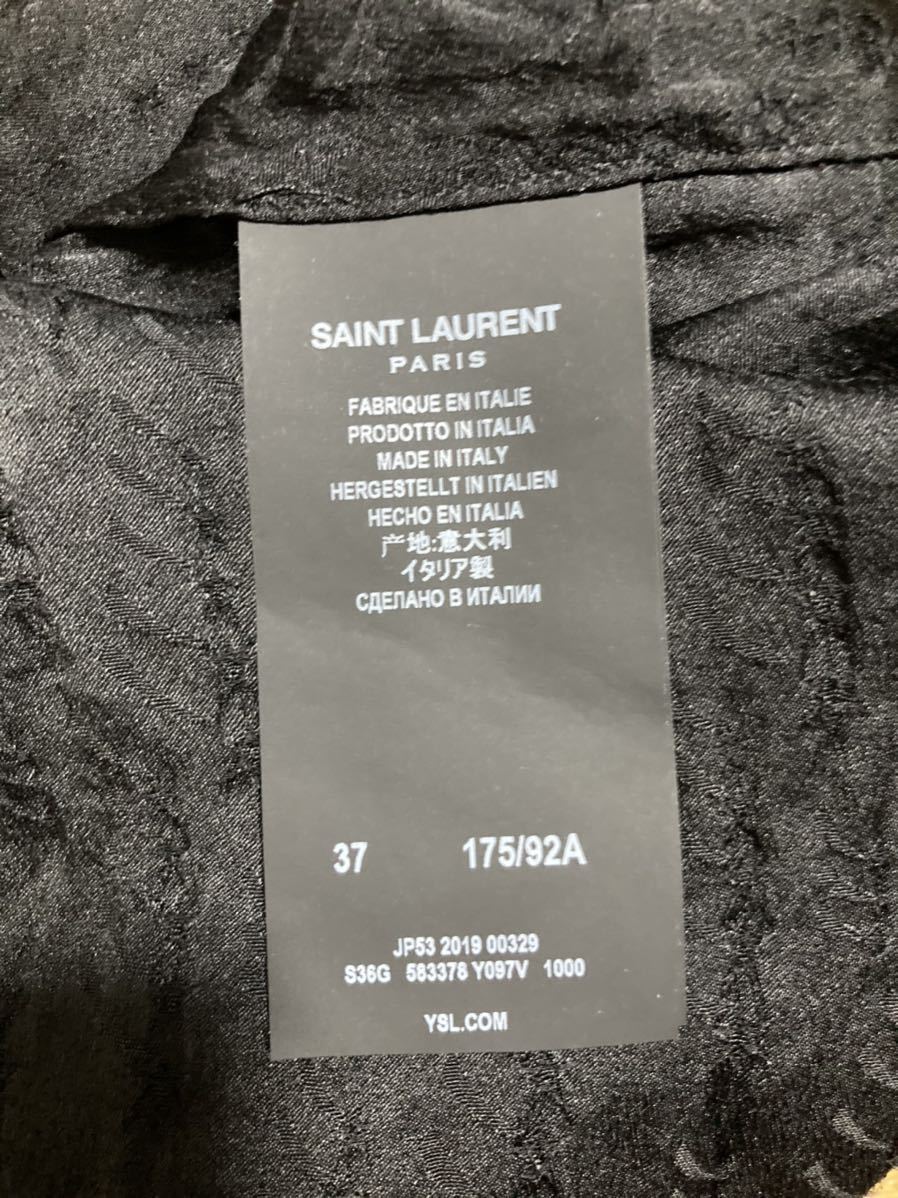 SAINT LAURENT
PARIS
FABRIQUE EN ITALIE
PRODOTTO IN ITALIA
MADE IN ITALY
HERGESTELLT IN ITALIEN
HECHO EN ITALIA
产地:意大利
イタリア製
СДЕЛАНО В ИТАЛИИ
37 175/92A
JP53 2019 00329
S36G 583378 Y097V 1000
YSL.COM